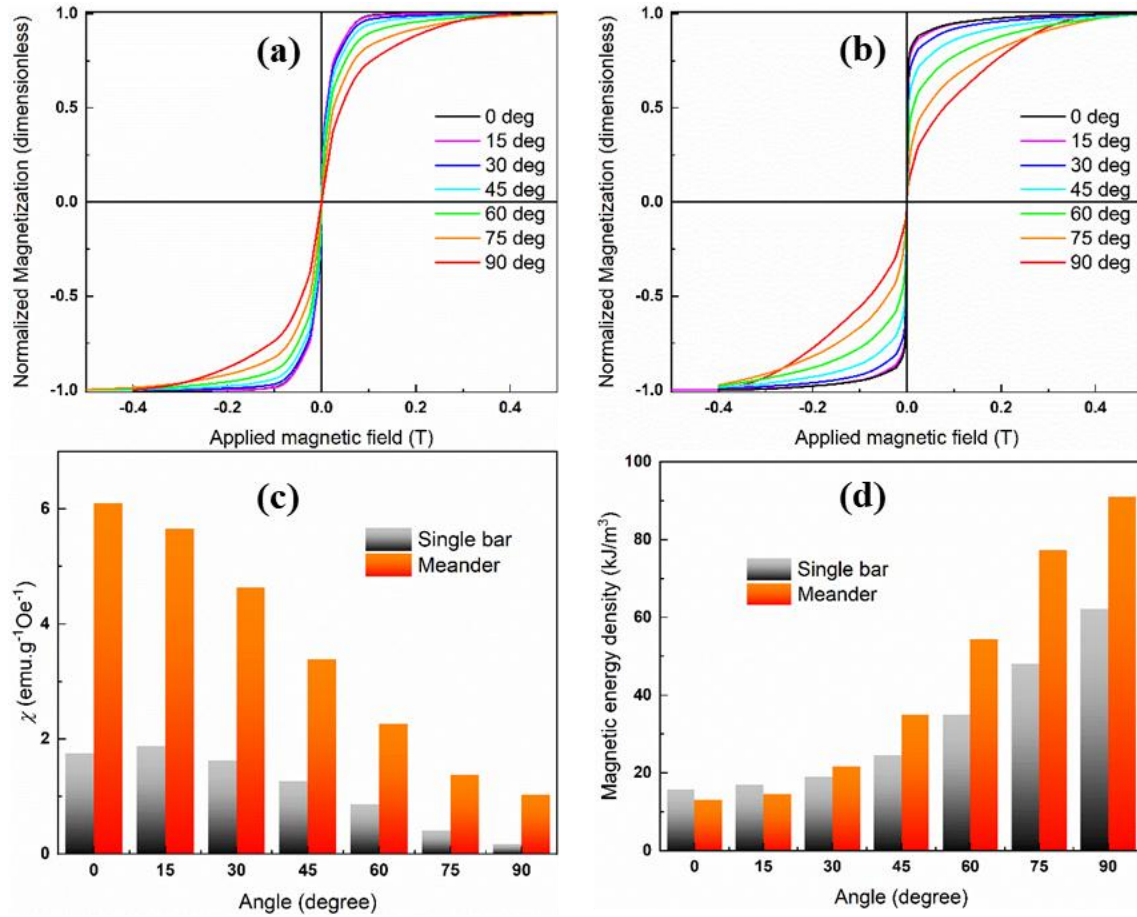 (a)
Normalized Magnetization (dimensionless)
1.0
0.5
0.0
-0.5
-1.0
0 deg
15 deg
30 deg
45 deg
60 deg
75 deg
90 deg
-0.4 -0.2 0.0 0.2 0.4
Applied magnetic field (T)
(b)
Normalized Magnetization (dimensionless)
1.0
0.5
0.0
-0.5
-1.0
0 deg
15 deg
30 deg
45 deg
60 deg
75 deg
90 deg
-0.4 -0.2 0.0 0.2 0.4
Applied magnetic field (T)
(c)
χ (emu.g⁻¹Oe⁻¹)
6
4
2
0
Single bar
Meander
0 15 30 45 60 75 90
Angle (degree)
(d)
Magnetic energy density (kJ/m³)
100
80
60
40
20
0
Single bar
Meander
0 15 30 45 60 75 90
Angle (degree)